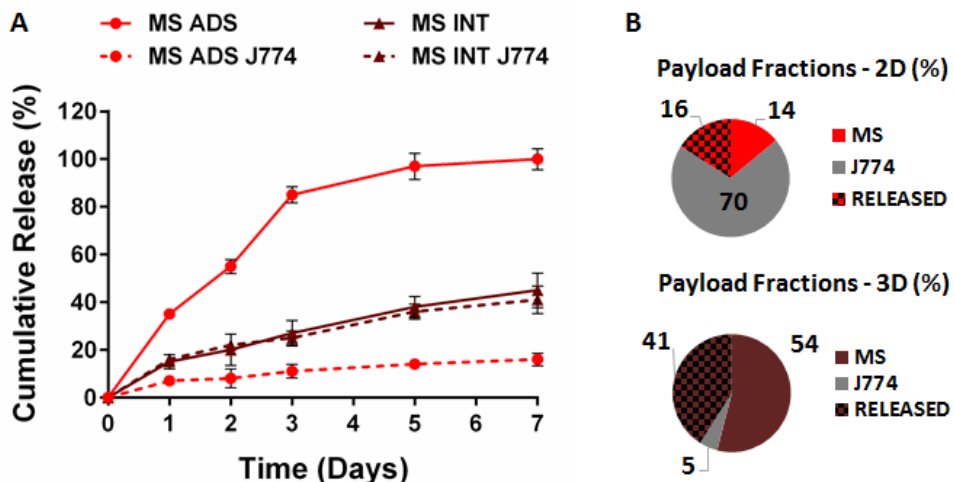 A
MS ADS
MS INT
MS ADS J774
MS INT J774
Cumulative Release (%)
120
100
80
60
40
20
0
0 1 2 3 4 5 6 7
Time (Days)
B
Payload Fractions - 2D (%)
16
14
70
MS
J774
RELEASED
Payload Fractions - 3D (%)
41
54
5
MS
J774
RELEASED